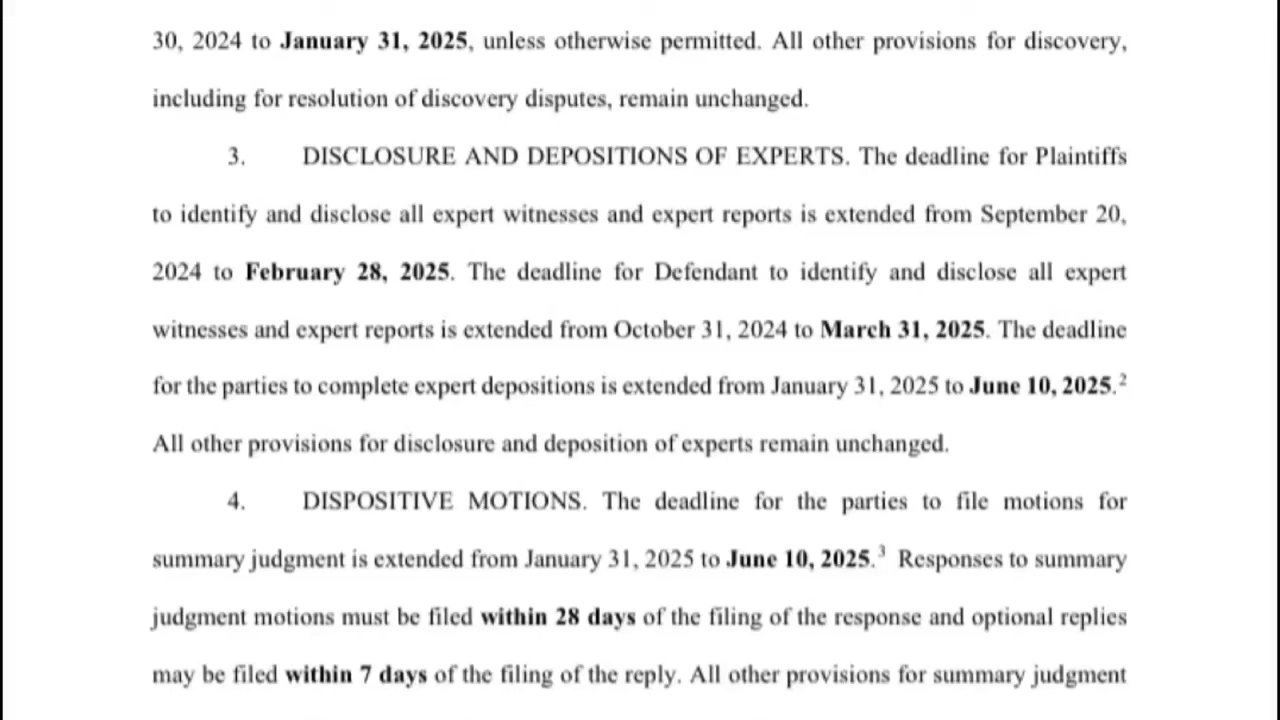 30, 2024 to January 31, 2025, unless otherwise permitted. All other provisions for discovery,
including for resolution of discovery disputes, remain unchanged.
3. DISCLOSURE AND DEPOSITIONS OF EXPERTS. The deadline for Plaintiffs
to identify and disclose all expert witnesses and expert reports is extended from September 20,
2024 to February 28, 2025. The deadline for Defendant to identify and disclose all expert
witnesses and expert reports is extended from October 31, 2024 to March 31, 2025. The deadline
for the parties to complete expert depositions is extended from January 31, 2025 to June 10, 2025.²
All other provisions for disclosure and deposition of experts remain unchanged.
4. DISPOSITIVE MOTIONS. The deadline for the parties to file motions for
summary judgment is extended from January 31, 2025 to June 10, 2025.³ Responses to summary
judgment motions must be filed within 28 days of the filing of the response and optional replies
may be filed within 7 days of the filing of the reply. All other provisions for summary judgment